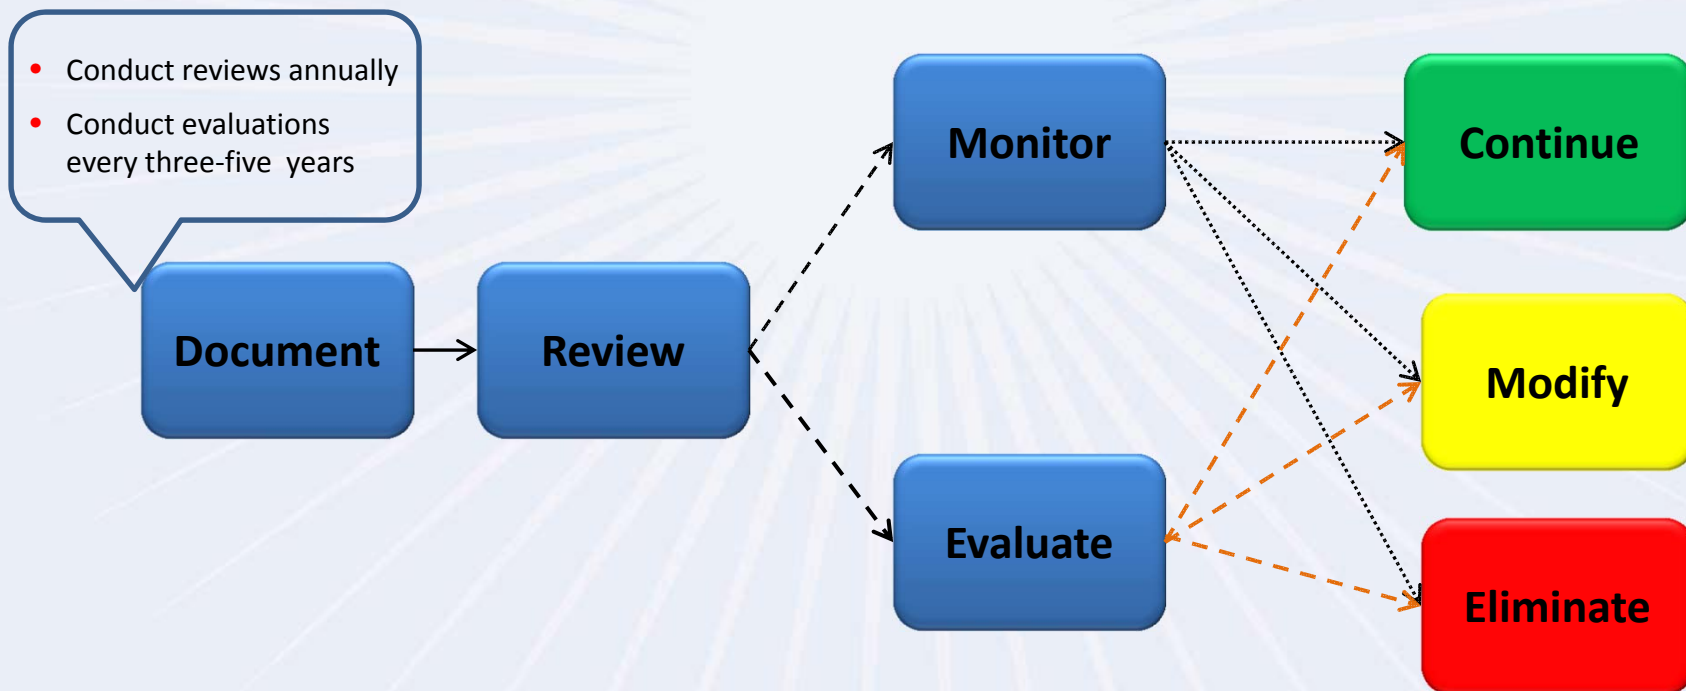 • Conduct reviews annually
• Conduct evaluations
every three-five  years
Document
Review
Monitor
Evaluate
Continue
Modify
Eliminate